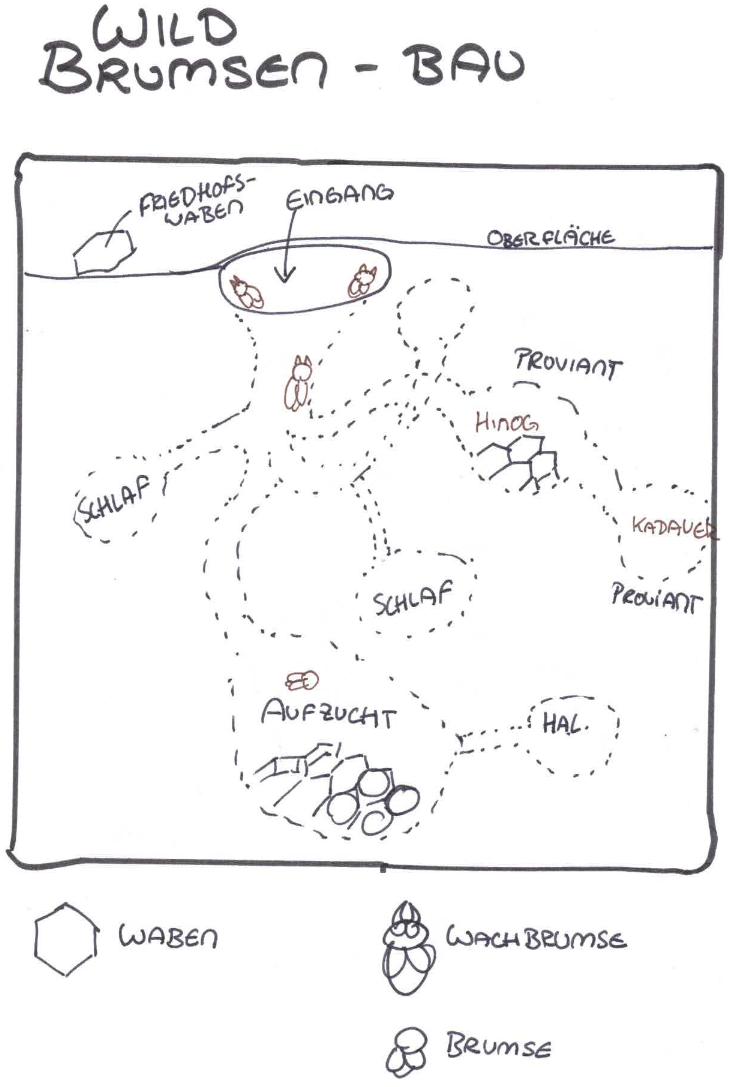 WILD
BRUMSEN - BAU
FRIEDHOFS-
WABEN
EINGANG
OBERFLÄCHE
PROVIANT
HINOG
SCHLAF
KADAVER
SCHLAF
PROVIANT
AUFZUCHT
HAL.
WABEN
WACHBRUMSE
BRUMSE